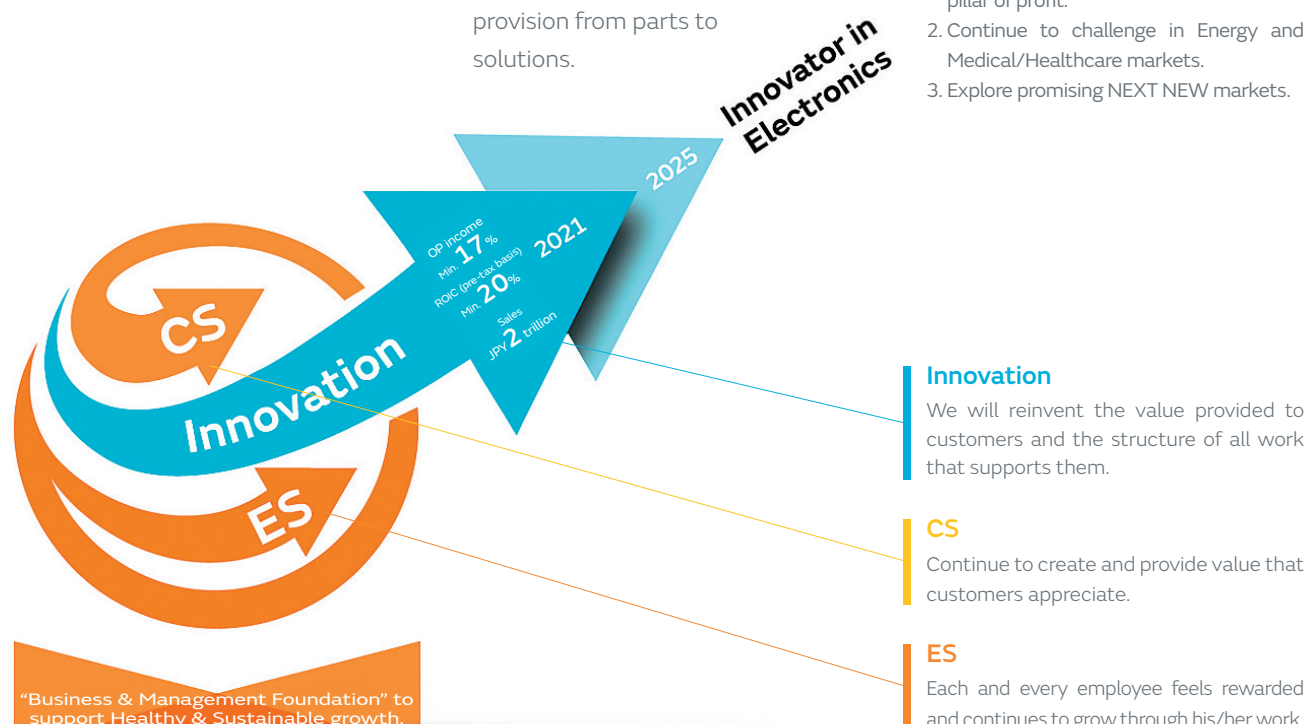 provision from parts to
solutions.
pillar of profit.
2. Continue to challenge in Energy and
Medical/Healthcare markets.
3. Explore promising NEXT NEW markets.
Innovator in
Electronics
2025
2021
OP income
Min. 17%
ROIC (pre-tax basis)
Min. 20%
Sales
JPY 2 trillion
CS
Innovation
ES
Innovation
We will reinvent the value provided to
customers and the structure of all work
that supports them.
CS
Continue to create and provide value that
customers appreciate.
ES
Each and every employee feels rewarded
and continues to grow through his/her work.
“Business & Management Foundation” to
support Healthy & Sustainable growth.